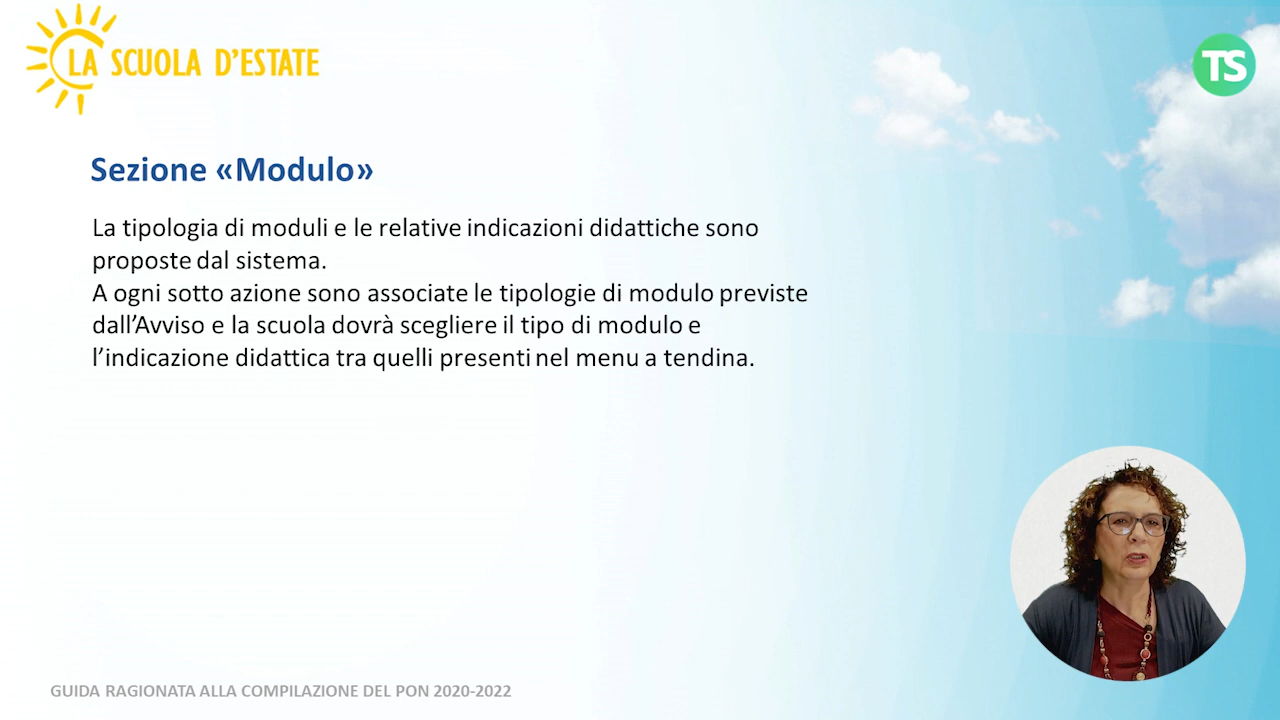 LA SCUOLA D'ESTATE
TS
Sezione «Modulo»
La tipologia di moduli e le relative indicazioni didattiche sono
proposte dal sistema.
A ogni sotto azione sono associate le tipologie di modulo previste
dall’Avviso e la scuola dovrà scegliere il tipo di modulo e
l’indicazione didattica tra quelli presenti nel menu a tendina.
GUIDA RAGIONATA ALLA COMPILAZIONE DEL PON 2020-2022